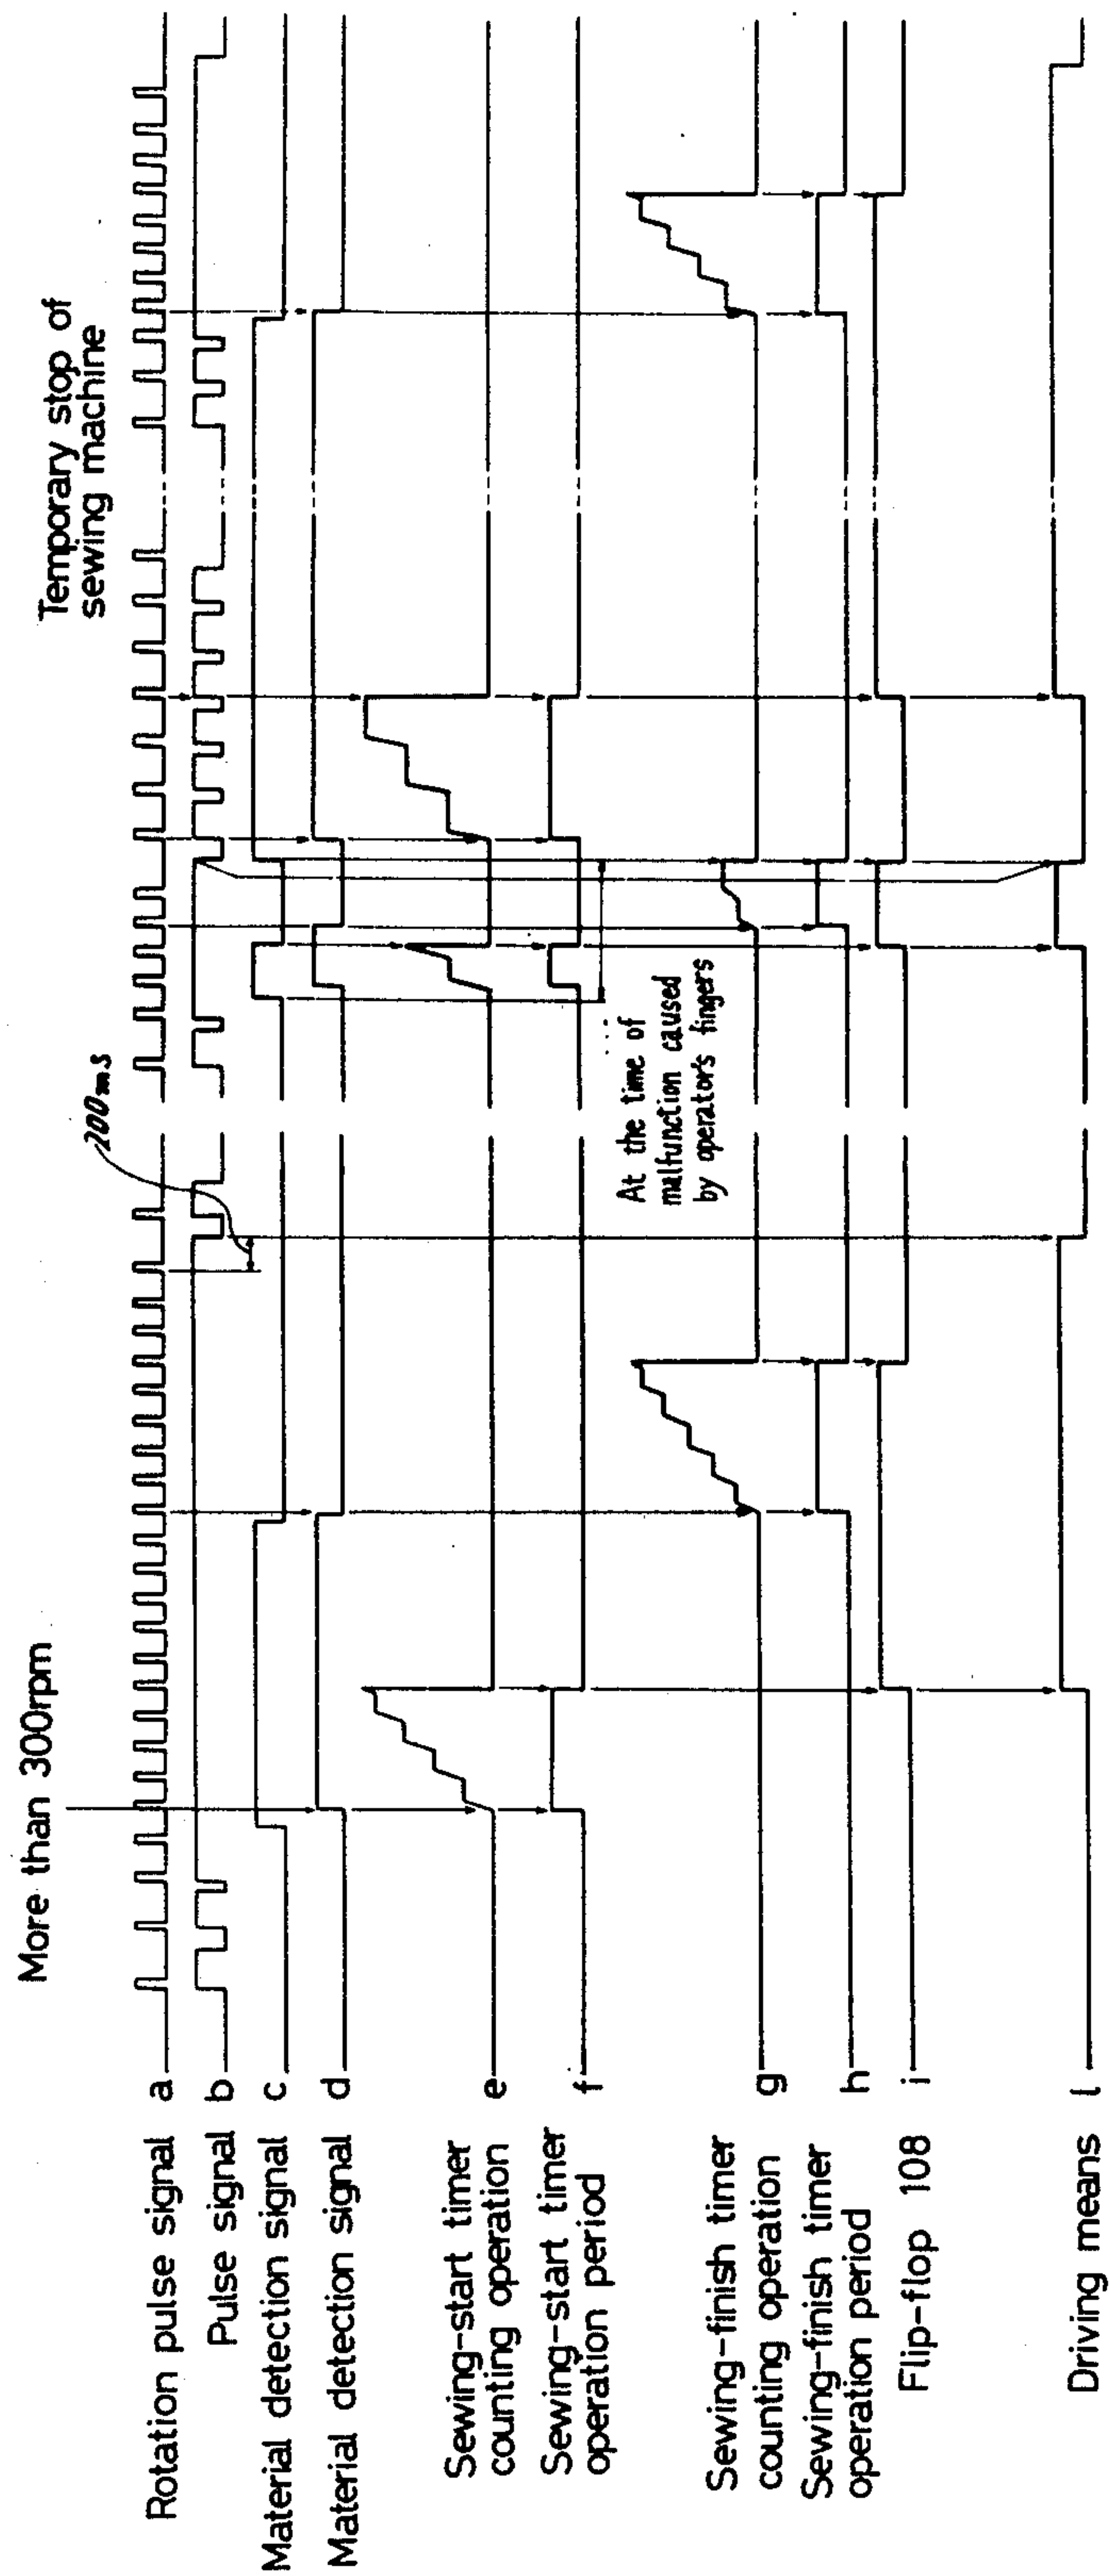 More than 300rpm
200ms
Temporary stop of
sewing machine
Rotation pulse signal a
Pulse signal b
Material detection signal c
Material detection signal d
Sewing-start timer
counting operation e
Sewing-start timer
operation period f
At the time of
malfunction caused
by operator's fingers
Sewing-finish timer
counting operation g
Sewing-finish timer
operation period h
Flip-flop 108 i
Driving means l